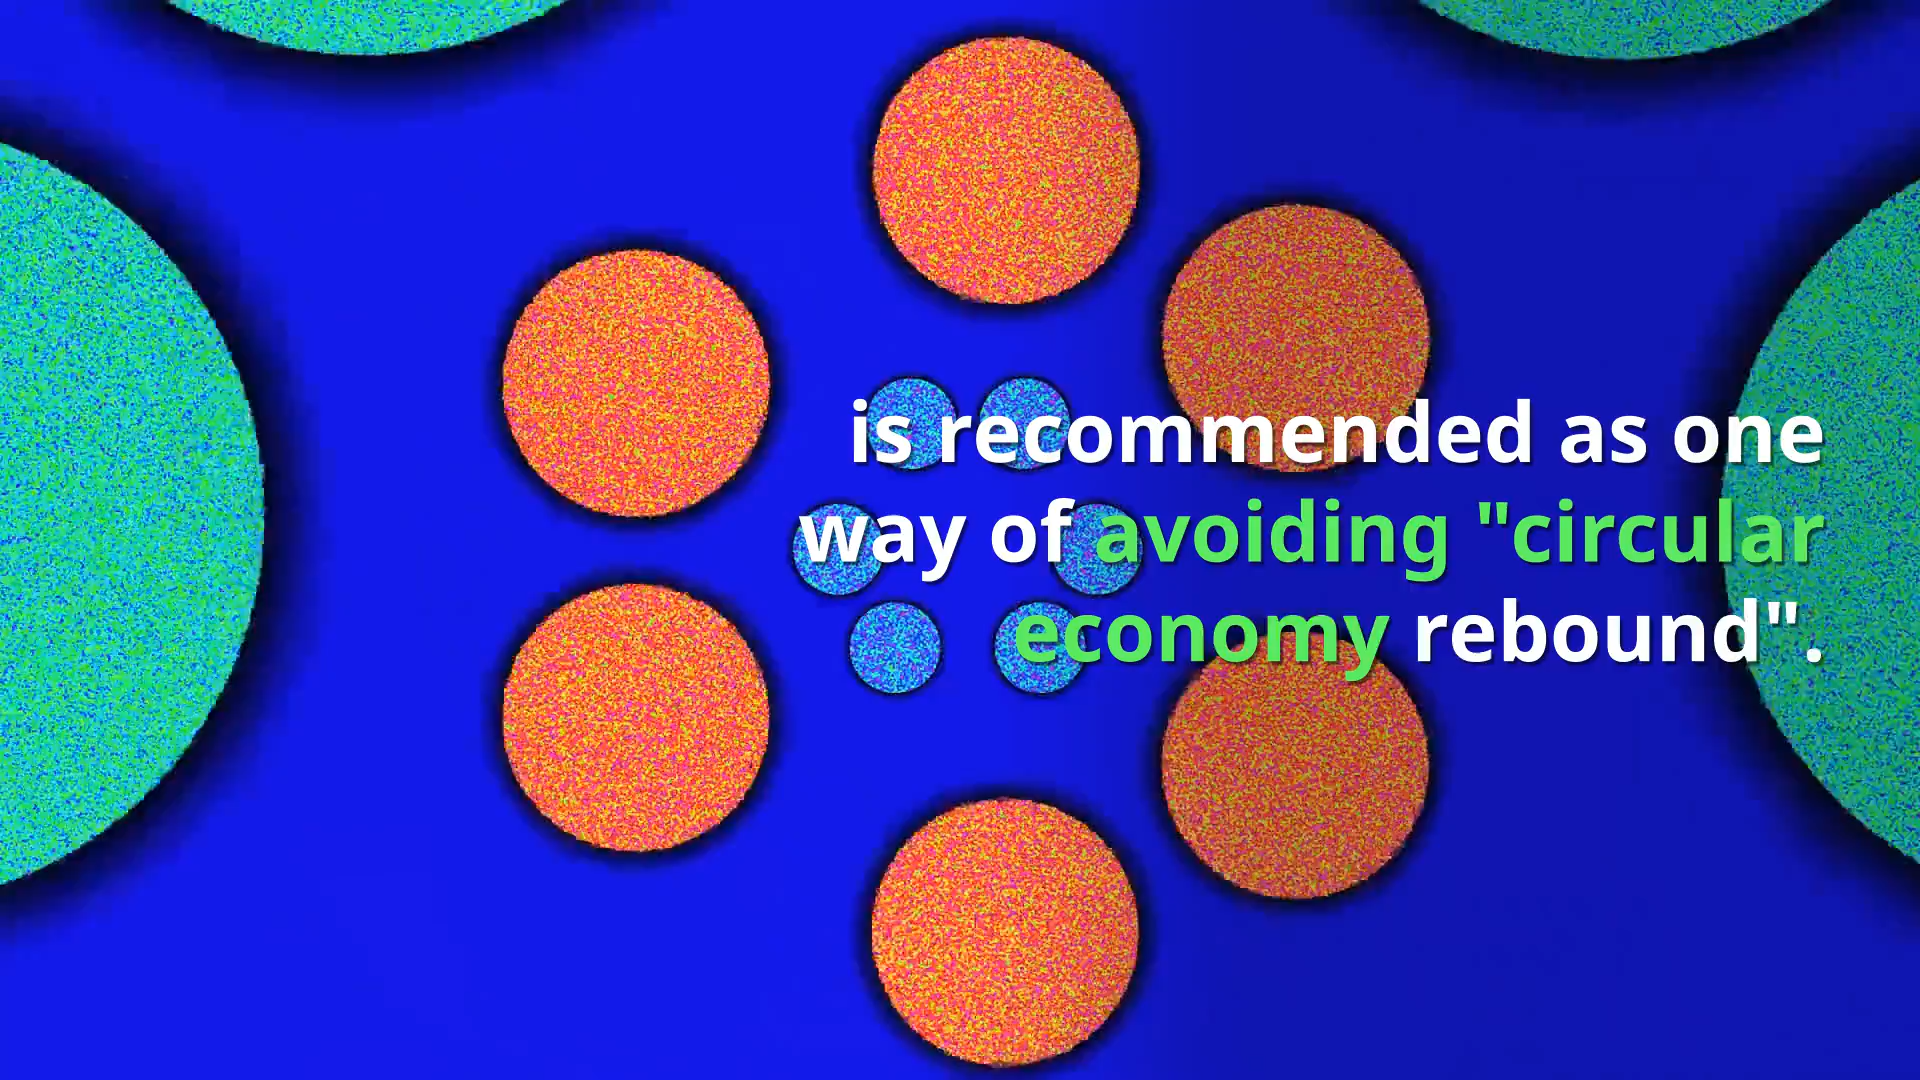 is recommended as one
way of avoiding "circular
economy rebound".